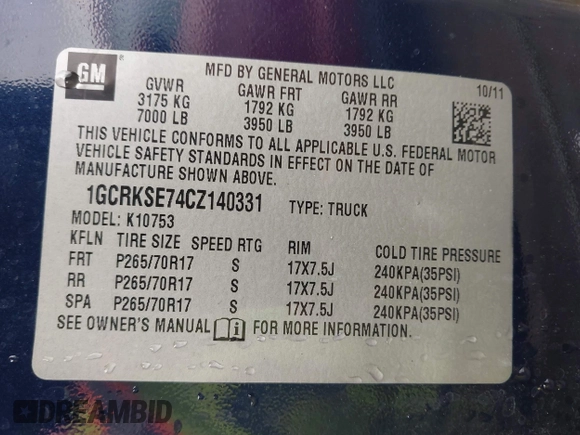 GM
MFD BY GENERAL MOTORS LLC
10/11
GVWR GAWR FRT GAWR RR
3175 KG 1792 KG 1792 KG
7000 LB 3950 LB 3950 LB
THIS VEHICLE CONFORMS TO ALL APPLICABLE U.S. FEDERAL MOTOR
VEHICLE SAFETY STANDARDS IN EFFECT ON THE DATE OF
MANUFACTURE SHOWN ABOVE.
1GCRKSE74CZ140331 TYPE: TRUCK
MODEL: K10753
KFLN TIRE SIZE SPEED RTG RIM COLD TIRE PRESSURE
FRT P265/70R17 S 17X7.5J 240KPA(35PSI)
RR P265/70R17 S 17X7.5J 240KPA(35PSI)
SPA P265/70R17 S 17X7.5J 240KPA(35PSI)
SEE OWNER'S MANUAL FOR MORE INFORMATION.
DREAMBID